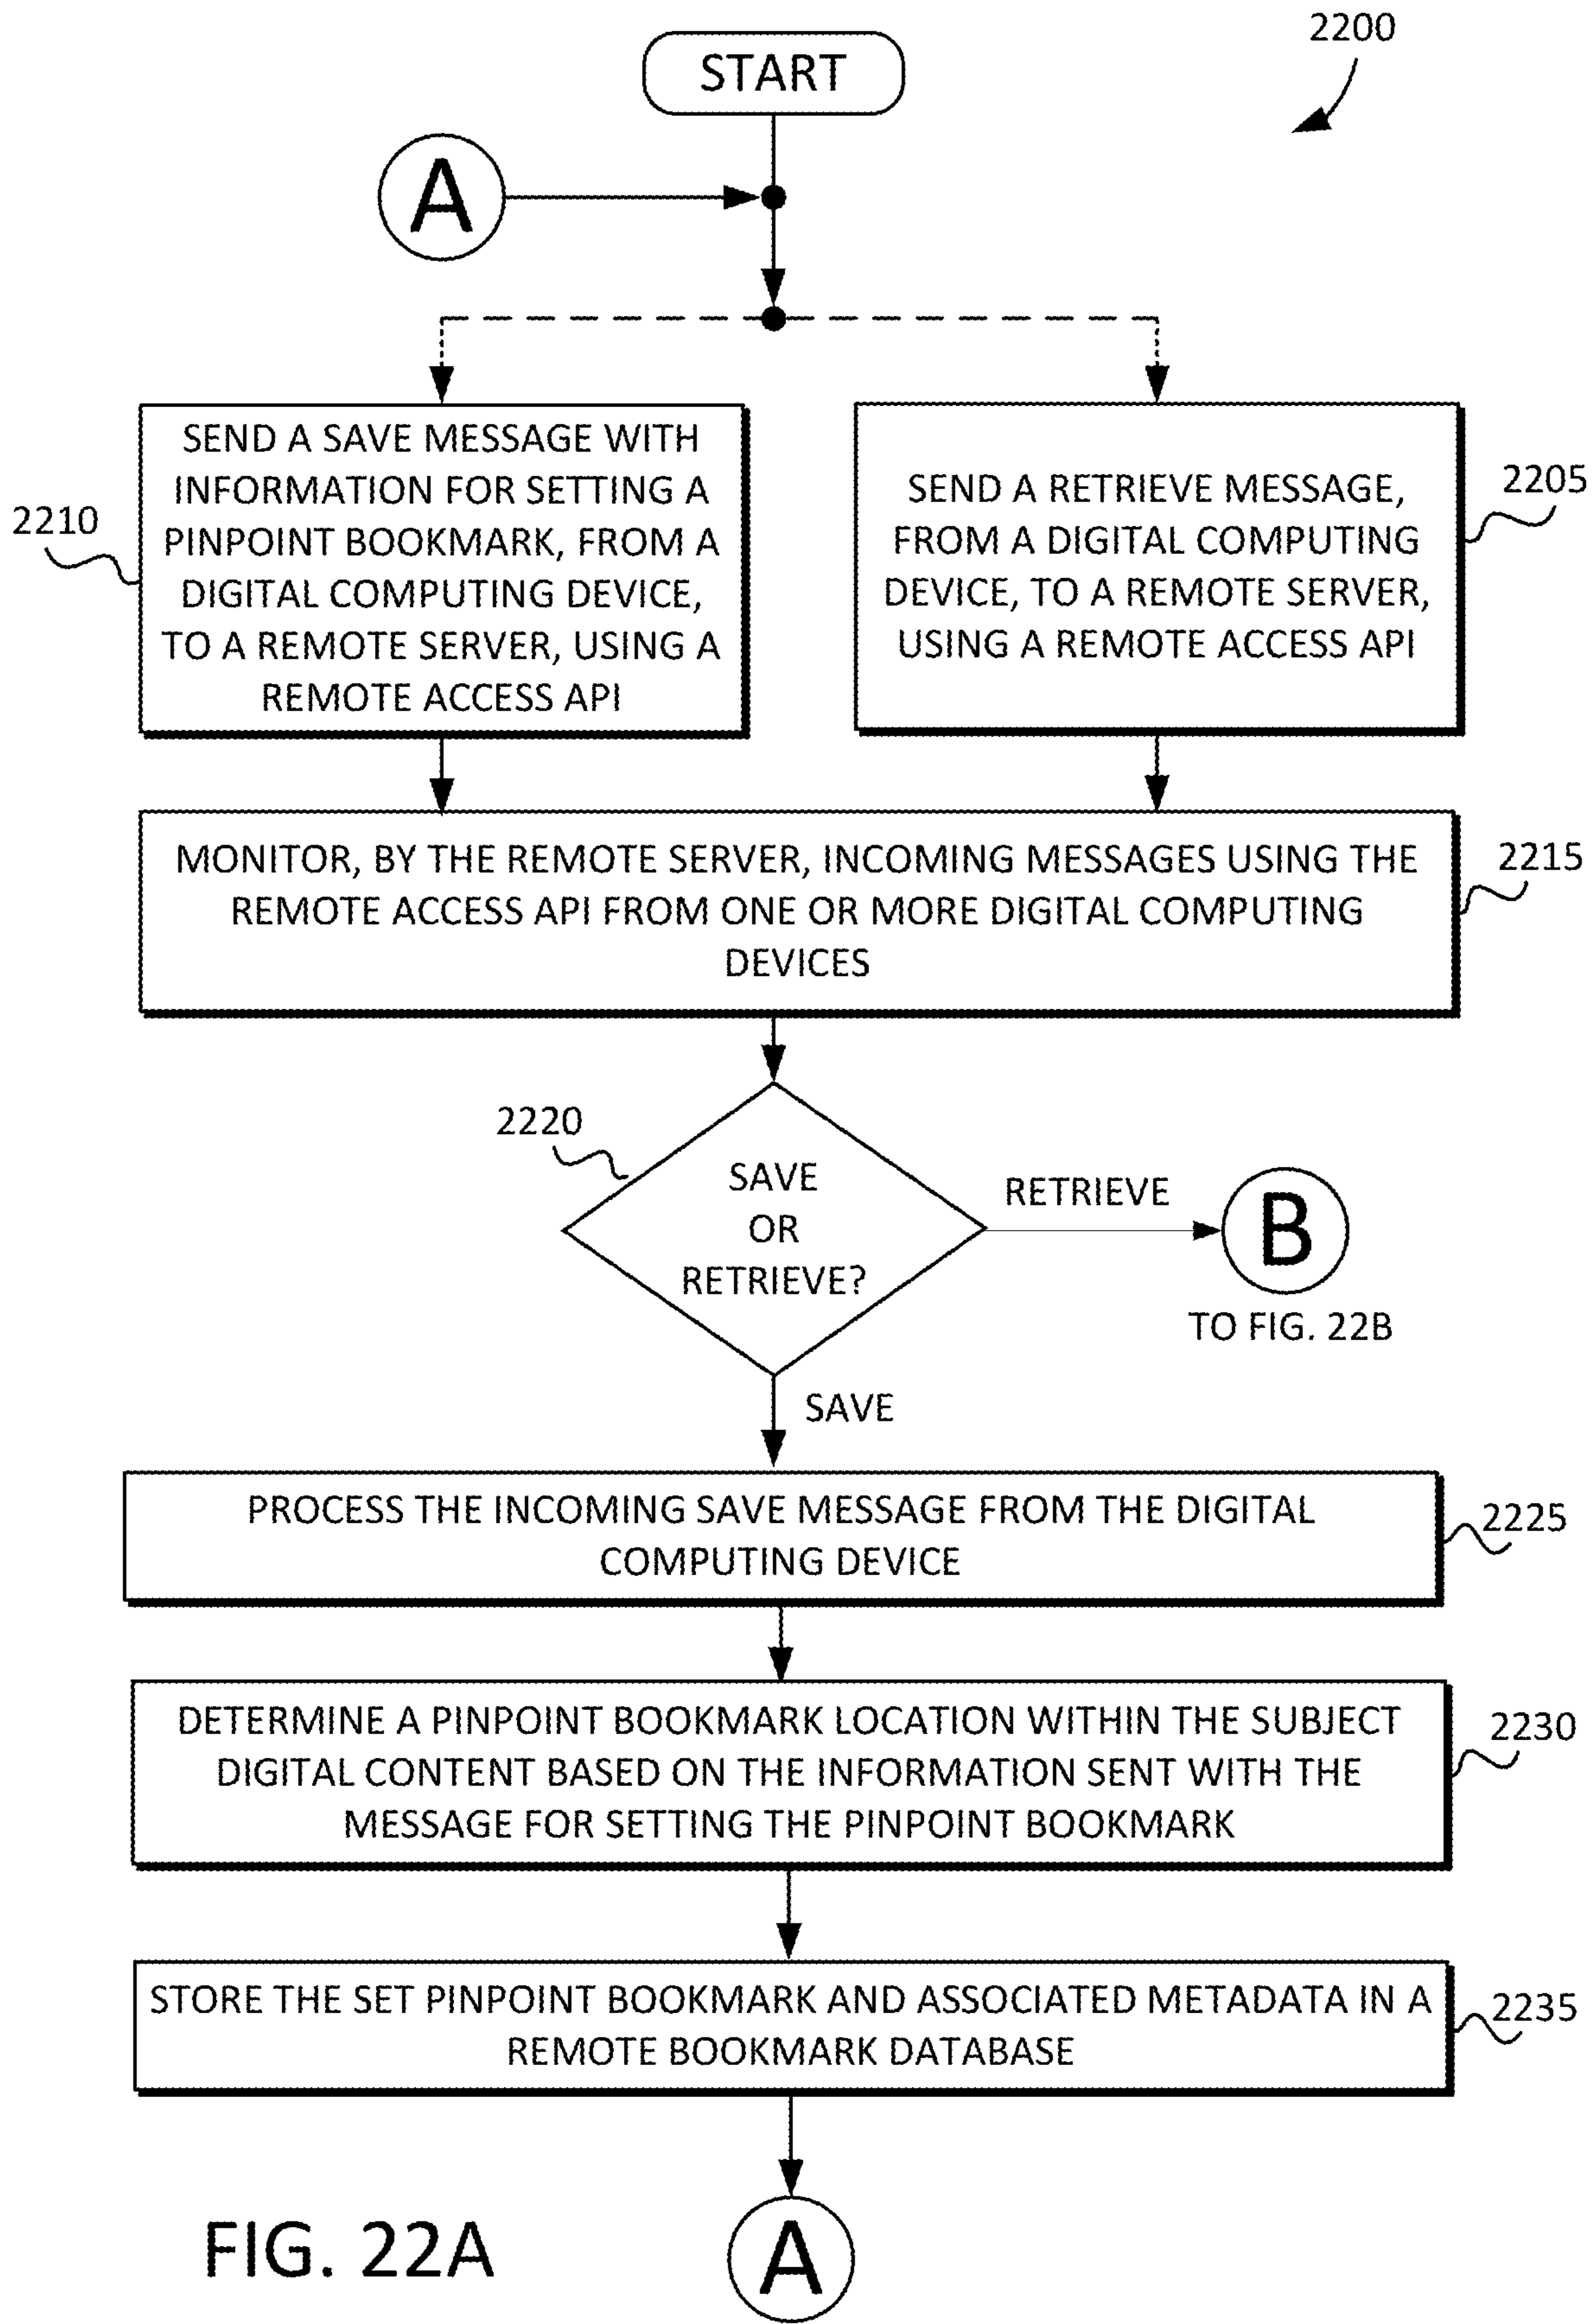 2200
START
A
2210
SEND A SAVE MESSAGE WITH
INFORMATION FOR SETTING A
PINPOINT BOOKMARK, FROM A
DIGITAL COMPUTING DEVICE,
TO A REMOTE SERVER, USING A
REMOTE ACCESS API
SEND A RETRIEVE MESSAGE,
FROM A DIGITAL COMPUTING
DEVICE, TO A REMOTE SERVER,
USING A REMOTE ACCESS API
2205
MONITOR, BY THE REMOTE SERVER, INCOMING MESSAGES USING THE
REMOTE ACCESS API FROM ONE OR MORE DIGITAL COMPUTING
DEVICES
2215
2220
SAVE
OR
RETRIEVE?
RETRIEVE
B
TO FIG. 22B
SAVE
PROCESS THE INCOMING SAVE MESSAGE FROM THE DIGITAL
COMPUTING DEVICE
2225
DETERMINE A PINPOINT BOOKMARK LOCATION WITHIN THE SUBJECT
DIGITAL CONTENT BASED ON THE INFORMATION SENT WITH THE
MESSAGE FOR SETTING THE PINPOINT BOOKMARK
2230
STORE THE SET PINPOINT BOOKMARK AND ASSOCIATED METADATA IN A
REMOTE BOOKMARK DATABASE
2235
A
FIG. 22A